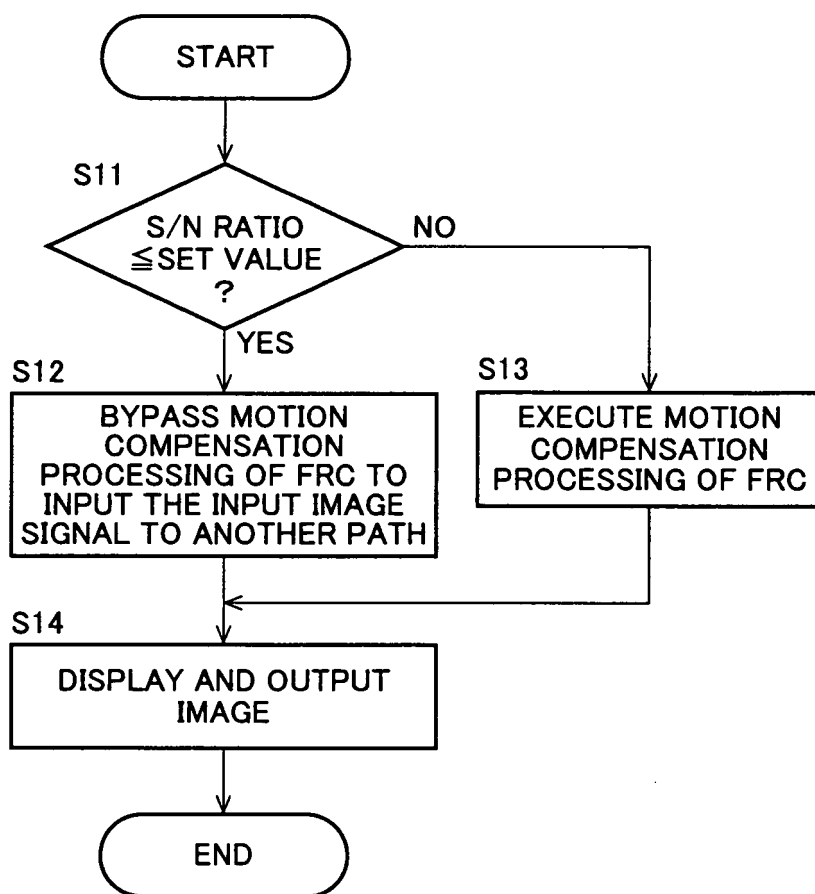 START
S11
S/N RATIO
≦SET VALUE
?
NO
YES
S12
BYPASS MOTION
COMPENSATION
PROCESSING OF FRC TO
INPUT THE INPUT IMAGE
SIGNAL TO ANOTHER PATH
S13
EXECUTE MOTION
COMPENSATION
PROCESSING OF FRC
S14
DISPLAY AND OUTPUT
IMAGE
END